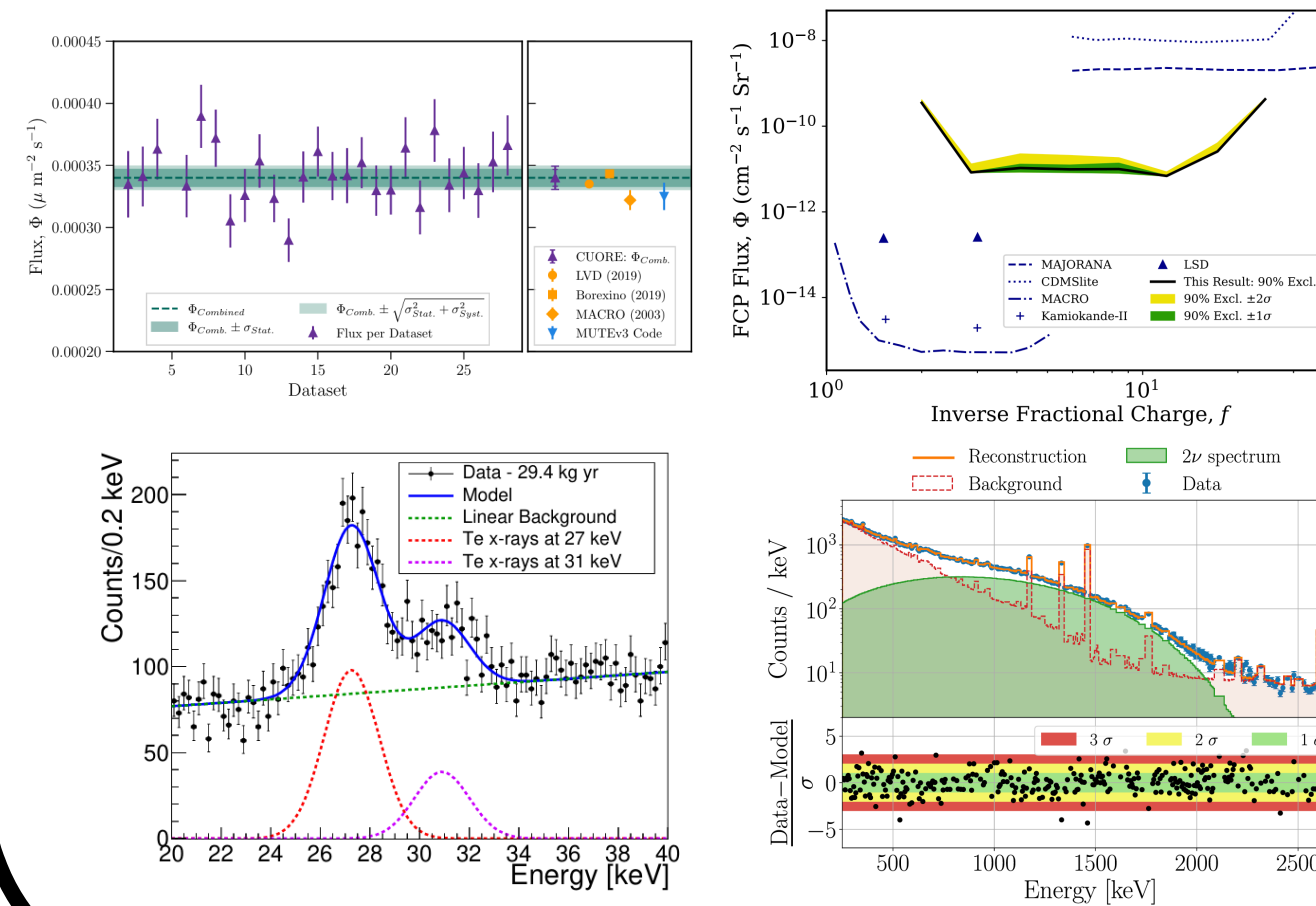 0.00045
0.00040
0.00035
0.00030
0.00025
0.00020
Flux, Φ (μ m⁻² s⁻¹)
Φ_Combined
Φ_Comb. ± σ_Stat.
Φ_Comb. ± √(σ²_Stat. + σ²_Syst.)
Flux per Dataset
CUORE: Φ_Comb.
LVD (2019)
Borexino (2019)
MACRO (2003)
MUTEv3 Code
5 10 15 20 25
Dataset
10⁻⁸
10⁻¹⁰
10⁻¹²
10⁻¹⁴
FCP Flux, Φ (cm⁻² s⁻¹ Sr⁻¹)
MAJORANA
CDMSlite
MACRO
Kamiokande-II
LSD
This Result: 90% Excl.
90% Excl. ±2σ
90% Excl. ±1σ
10⁰ 10¹
Inverse Fractional Charge, f
Counts/0.2 keV
200
150
100
50
0
Data - 29.4 kg yr
Model
Linear Background
Te x-rays at 27 keV
Te x-rays at 31 keV
20 22 24 26 28 30 32 34 36 38 40
Energy [keV]
Reconstruction
Background
2ν spectrum
Data
Counts / keV
10³
10²
10¹
3 σ 2 σ 1 σ
Data−Model
σ
5
0
−5
500 1000 1500 2000 2500
Energy [keV]